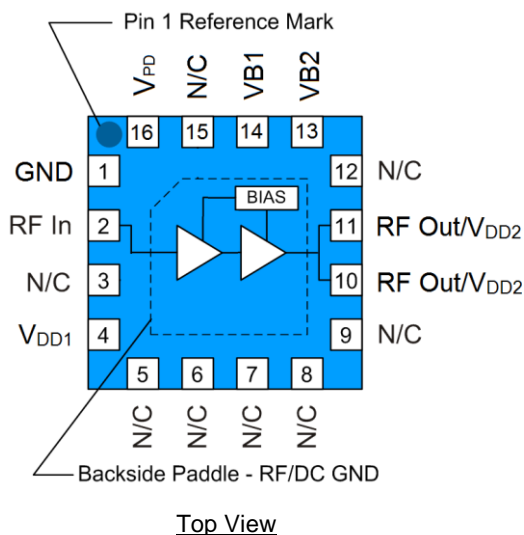 Pin 1 Reference Mark
VPD
N/C
VB1
VB2
16
15
14
13
GND
1
12
N/C
BIAS
RF In
2
11
RF Out/VDD2
N/C
3
10
RF Out/VDD2
VDD1
4
9
N/C
5
6
7
8
N/C
N/C
N/C
N/C
Backside Paddle - RF/DC GND
Top View